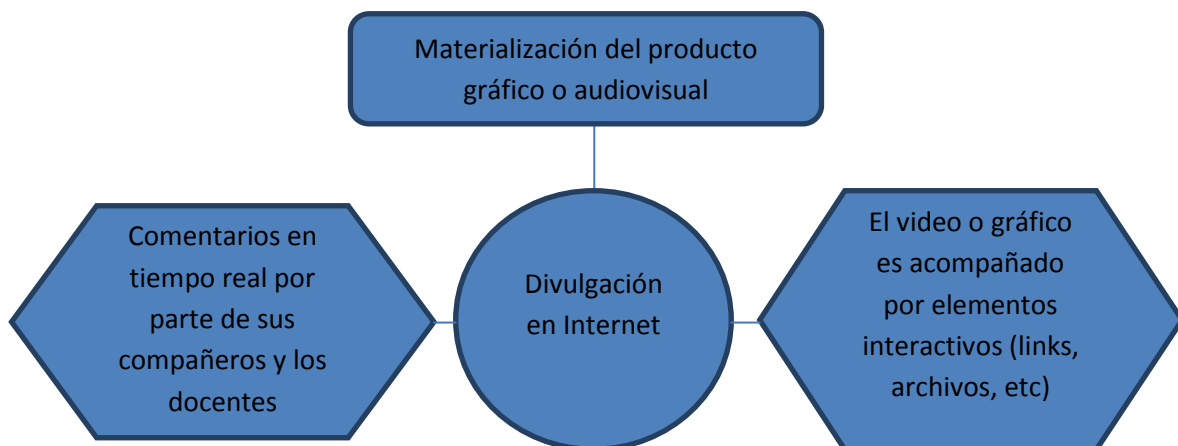 Materialización del producto
gráfico o audiovisual
Comentarios en
tiempo real por
parte de sus
compañeros y los
docentes
Divulgación
en Internet
El video o gráfico
es acompañado
por elementos
interactivos (links,
archivos, etc)